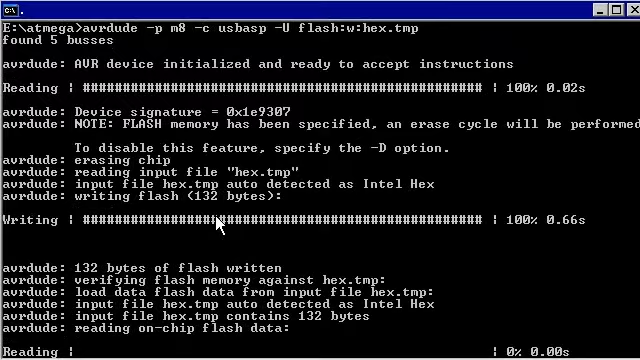 C:\ .
E:\atmega>avrdude -p m8 -c usbasp -U flash:w:hex.tmp
found 5 busses
avrdude: AVR device initialized and ready to accept instructions
Reading | ################################################## | 100% 0.02s
avrdude: Device signature = 0x1e9307
avrdude: NOTE: FLASH memory has been specified, an erase cycle will be performed
To disable this feature, specify the -D option.
avrdude: erasing chip
avrdude: reading input file "hex.tmp"
avrdude: input file hex.tmp auto detected as Intel Hex
avrdude: writing flash (132 bytes):
Writing | ################################################## | 100% 0.66s
avrdude: 132 bytes of flash written
avrdude: verifying flash memory against hex.tmp:
avrdude: load data flash data from input file hex.tmp:
avrdude: input file hex.tmp auto detected as Intel Hex
avrdude: input file hex.tmp contains 132 bytes
avrdude: reading on-chip flash data:
Reading | | 0% 0.00s